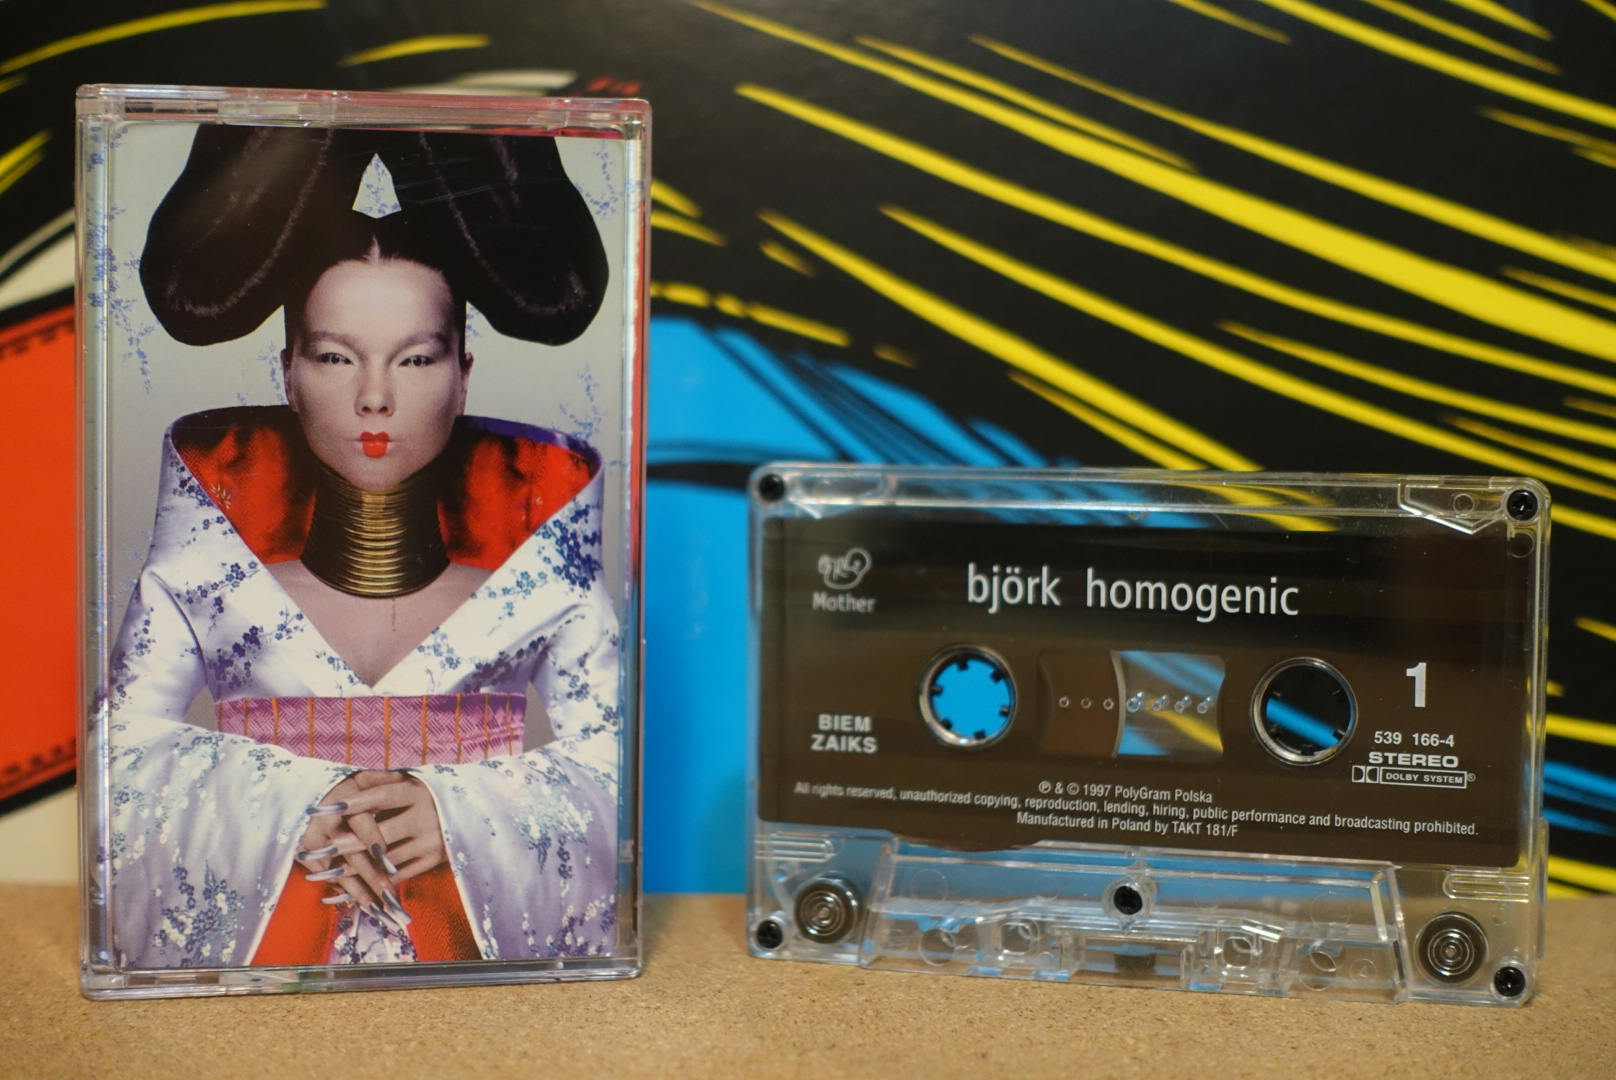 Mother
björk homogenic
1
BIEM
ZAIKS
539 166-4
STEREO
DOLBY SYSTEM®
℗ & © 1997 PolyGram Polska
All rights reserved, unauthorized copying, reproduction, lending, hiring, public performance and broadcasting prohibited.
Manufactured in Poland by TAKT 181/F